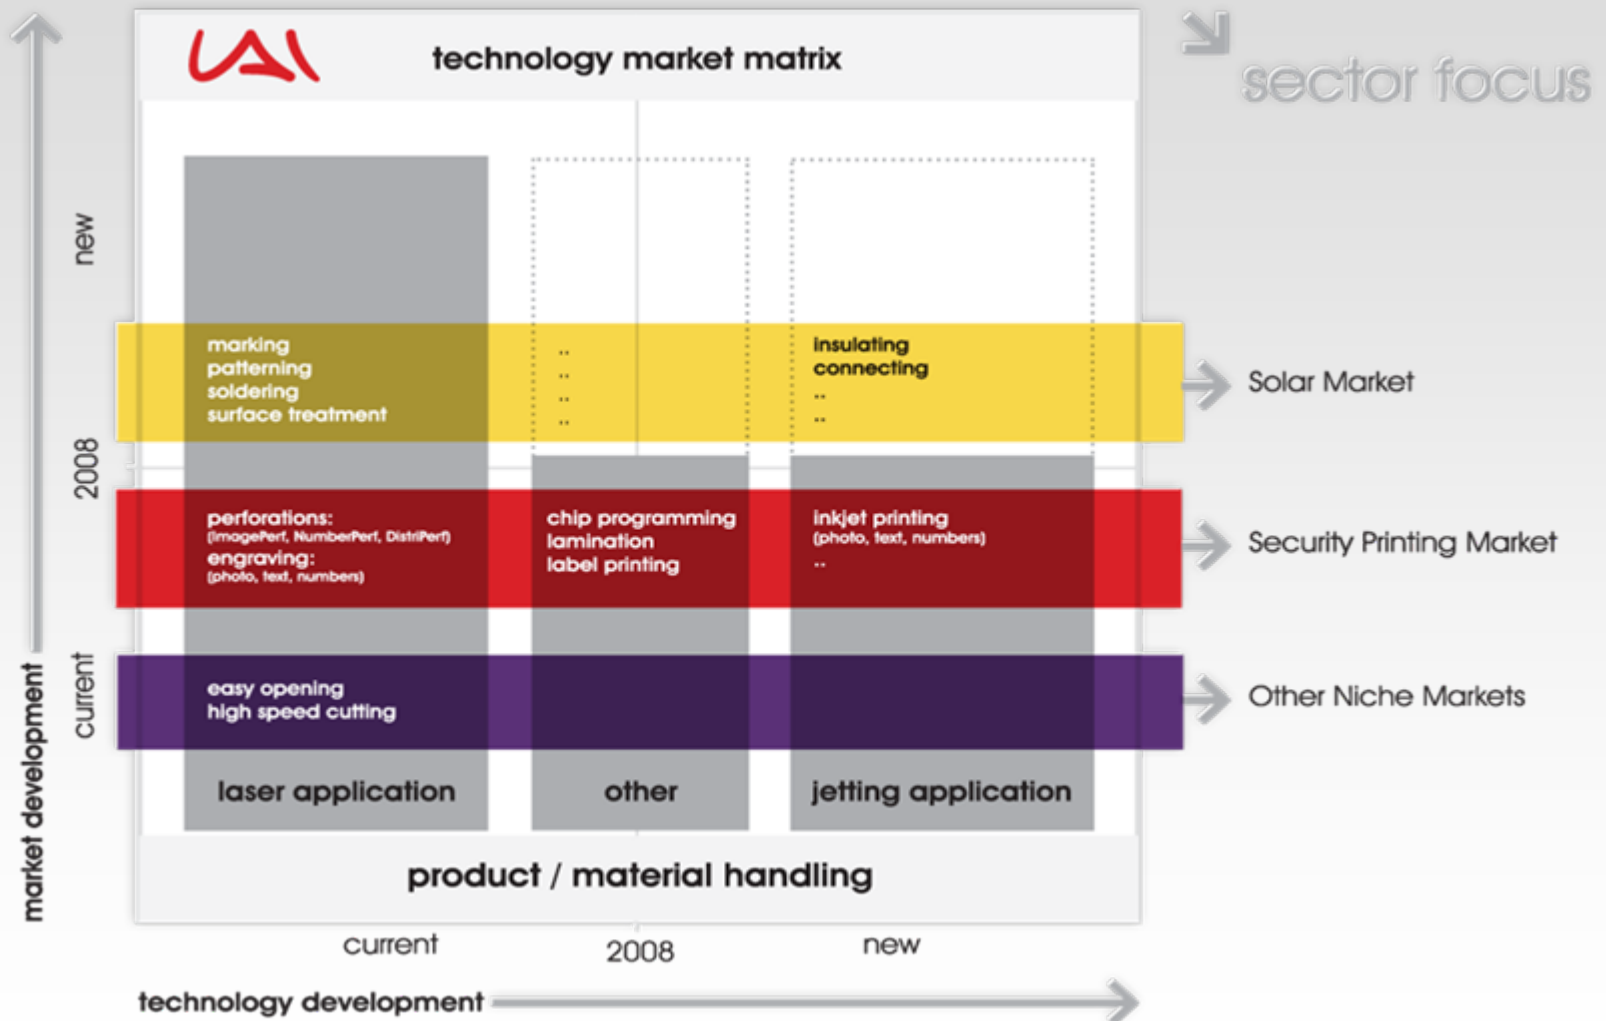 technology market matrix
sector focus
new
2008
current
market development
marking
patterning
soldering
surface treatment
..
..
..
..
insulating
connecting
..
..
Solar Market
perforations:
(ImagePerf, NumberPerf, DistriPerf)
engraving:
(photo, text, numbers)
chip programming
lamination
label printing
inkjet printing
(photo, text, numbers)
..
Security Printing Market
easy opening
high speed cutting
Other Niche Markets
laser application
other
jetting application
product / material handling
current
2008
new
technology development